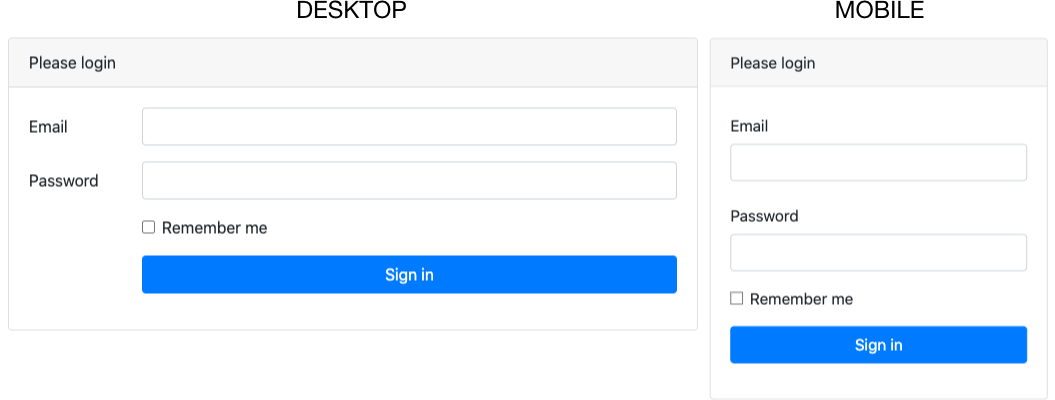 DESKTOP
Please login
Email
Password
Remember me
Sign in
MOBILE
Please login
Email
Password
Remember me
Sign in